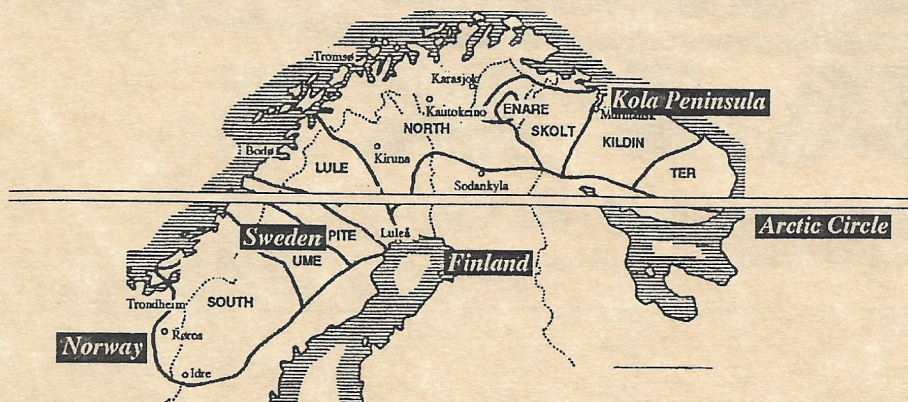 Tromsø
Karasjok
Kola Peninsula
Kautokeino
ENARE
Murmansk
NORTH
SKOLT
KILDIN
Bodø
Kiruna
LULE
TER
Sodankyla
Arctic Circle
Sweden
PITE
Luleå
UME
Finland
SOUTH
Trondheim
Røros
Norway
Idre